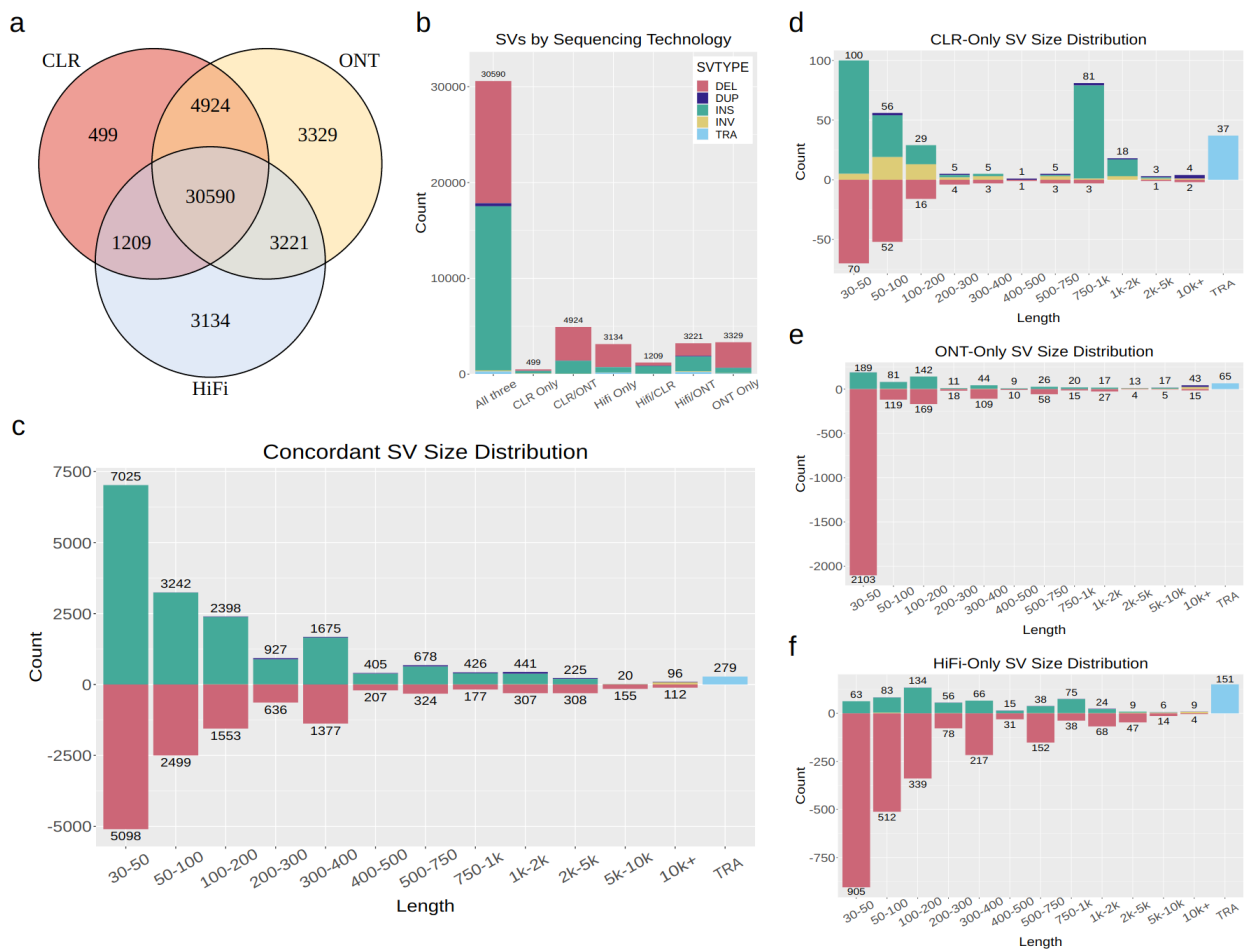 a
CLR
ONT
499
4924
3329
30590
1209
3221
3134
HiFi
b
SVs by Sequencing Technology
Count
30000
20000
10000
0
30590
499
4924
3134
1209
3221
3329
SVTYPE
DEL
DUP
INS
INV
TRA
All three
CLR Only
CLR/ONT
Hifi Only
Hifi/CLR
Hifi/ONT
ONT Only
c
Concordant SV Size Distribution
Count
7500
5000
2500
0
-2500
-5000
7025
3242
2398
927
1675
405
678
426
441
225
20
96
279
5098
2499
1553
636
1377
207
324
177
307
308
155
112
30-50
50-100
100-200
200-300
300-400
400-500
500-750
750-1k
1k-2k
2k-5k
5k-10k
10k+
TRA
Length
d
CLR-Only SV Size Distribution
Count
100
50
0
-50
100
56
29
5
5
1
5
81
18
3
4
37
70
52
16
4
3
1
3
3
1
2
30-50
50-100
100-200
200-300
300-400
400-500
500-750
750-1k
1k-2k
2k-5k
10k+
TRA
Length
e
ONT-Only SV Size Distribution
Count
0
-500
-1000
-1500
-2000
189
81
142
11
44
9
26
20
17
13
17
43
65
2103
119
169
18
109
10
58
15
27
4
5
15
30-50
50-100
100-200
200-300
300-400
400-500
500-750
750-1k
1k-2k
2k-5k
5k-10k
10k+
TRA
Length
f
HiFi-Only SV Size Distribution
Count
0
-250
-500
-750
63
83
134
56
66
15
38
75
24
9
6
9
151
905
512
339
78
217
31
152
38
68
47
14
4
30-50
50-100
100-200
200-300
300-400
400-500
500-750
750-1k
1k-2k
2k-5k
5k-10k
10k+
TRA
Length